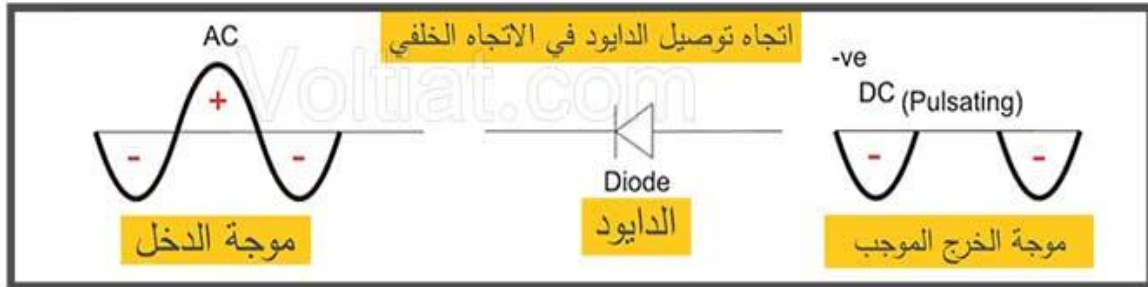 اتجاه توصيل الدايود في الاتجاه الخلفي
AC
Voltiat.com
-ve
DC (Pulsating)
+
-
-
-
-
Diode
موجة الدخل
الدايود
موجة الخرج الموجب